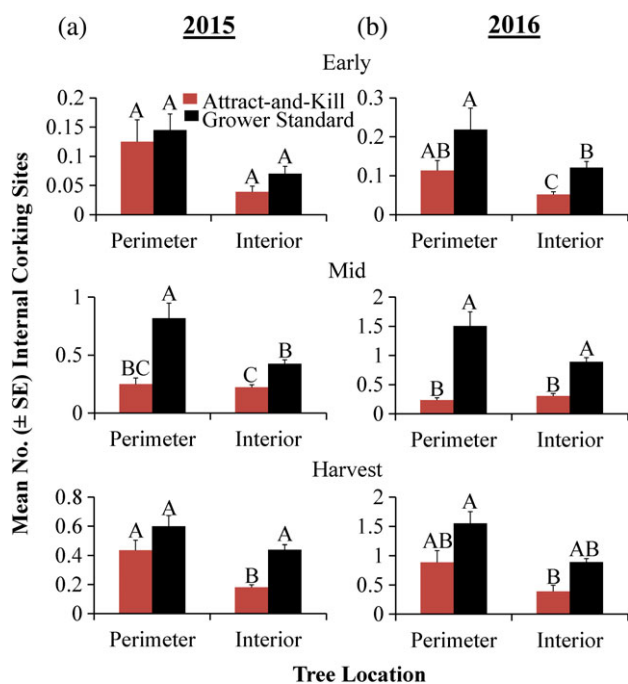 (a) 2015 (b) 2016
Early
Attract-and-Kill
Grower Standard
0.2
0.15
0.1
0.05
0
A A A A
Perimeter Interior
0.3
0.2
0.1
0
AB A C B
Perimeter Interior
Mid
1
0.5
0
BC A C B
Perimeter Interior
2
1.5
1
0.5
0
B A B A
Perimeter Interior
Harvest
0.8
0.6
0.4
0.2
0
A A B A
Perimeter Interior
2
1.5
1
0.5
0
AB A B AB
Perimeter Interior
Mean No. (± SE) Internal Corking Sites
Tree Location